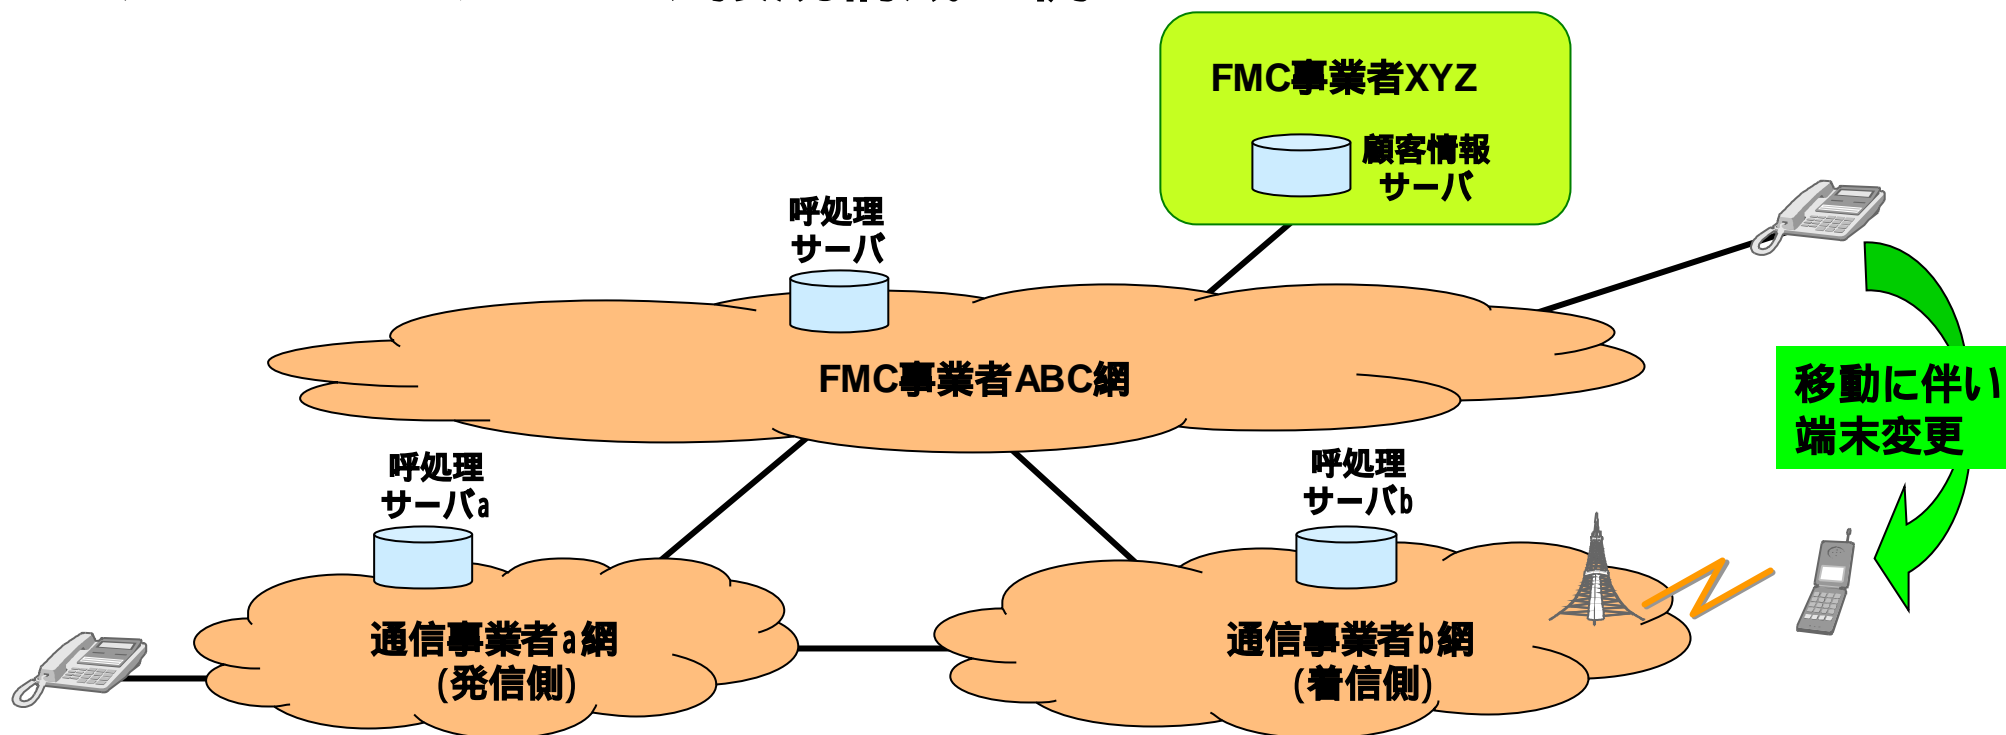 FMC事業者XYZ
顧客情報
サーバ
呼処理
サーバ
FMC事業者ABC網
移動に伴い
端末変更
呼処理
サーバa
呼処理
サーバb
通信事業者a網
(発信側)
通信事業者b網
(着信側)